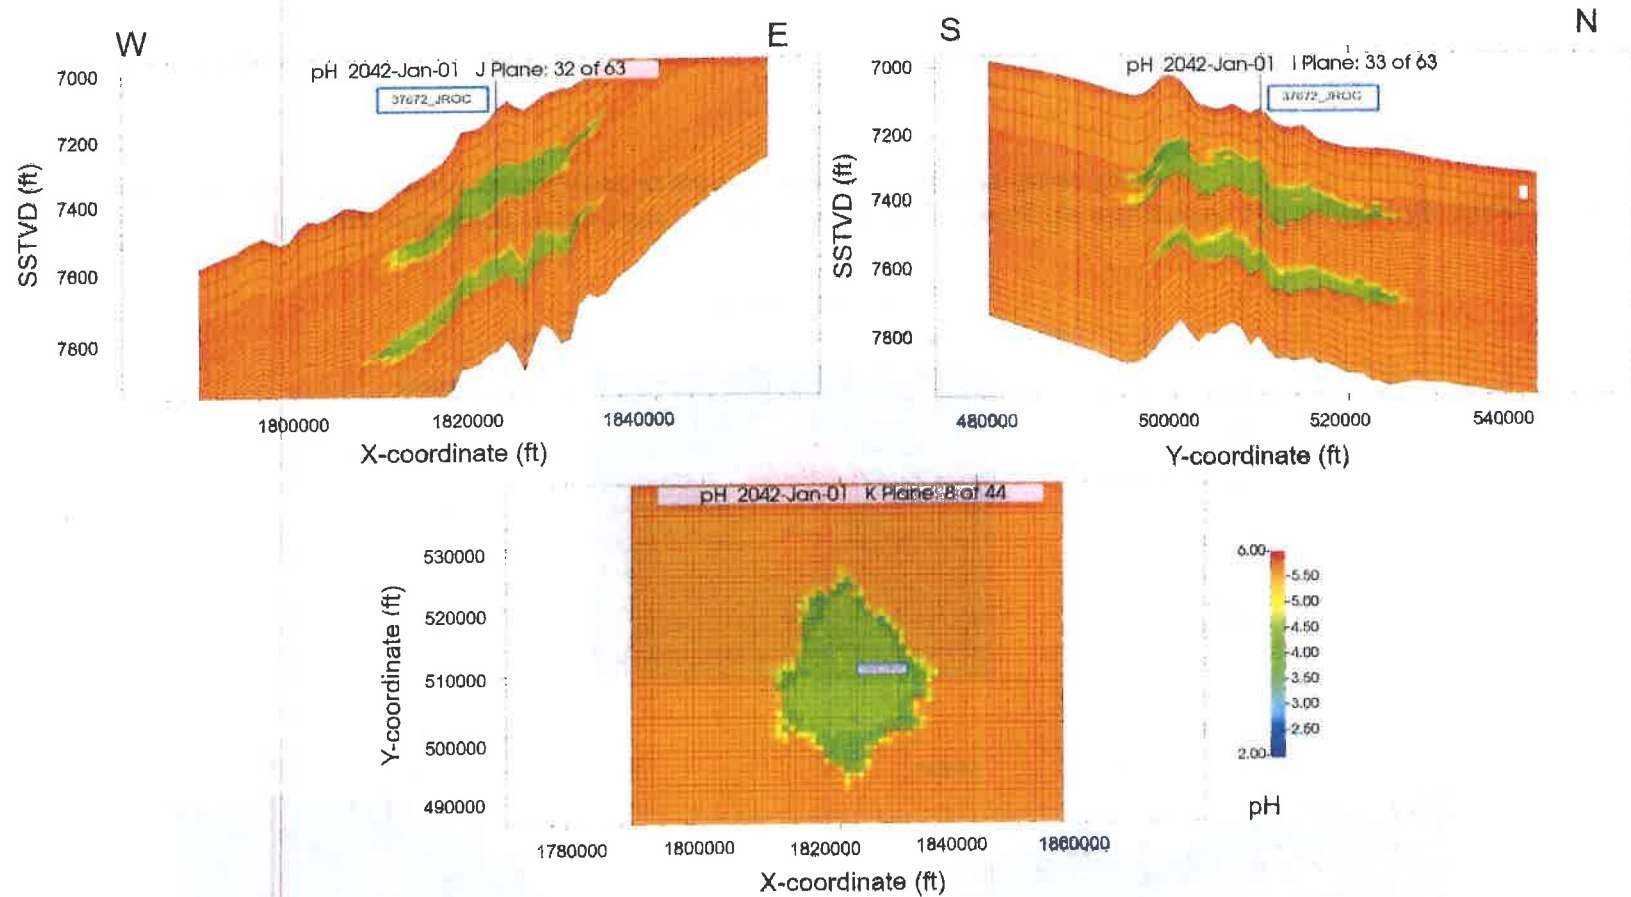 W
E
pH 2042-Jan-01 J Plane: 32 of 63
37672_JROC
7000
7200
7400
7600
7800
SSTVD (ft)
1800000
1820000
1840000
X-coordinate (ft)
S
N
pH 2042-Jan-01 I Plane: 33 of 63
37672_JROC
7000
7200
7400
7600
7800
SSTVD (ft)
480000
500000
520000
540000
Y-coordinate (ft)
pH 2042-Jan-01 K Plane: 8 of 44
530000
520000
510000
500000
490000
Y-coordinate (ft)
1780000
1800000
1820000
1840000
1860000
X-coordinate (ft)
6.00
5.50
5.00
4.50
4.00
3.50
3.00
2.50
2.00
pH